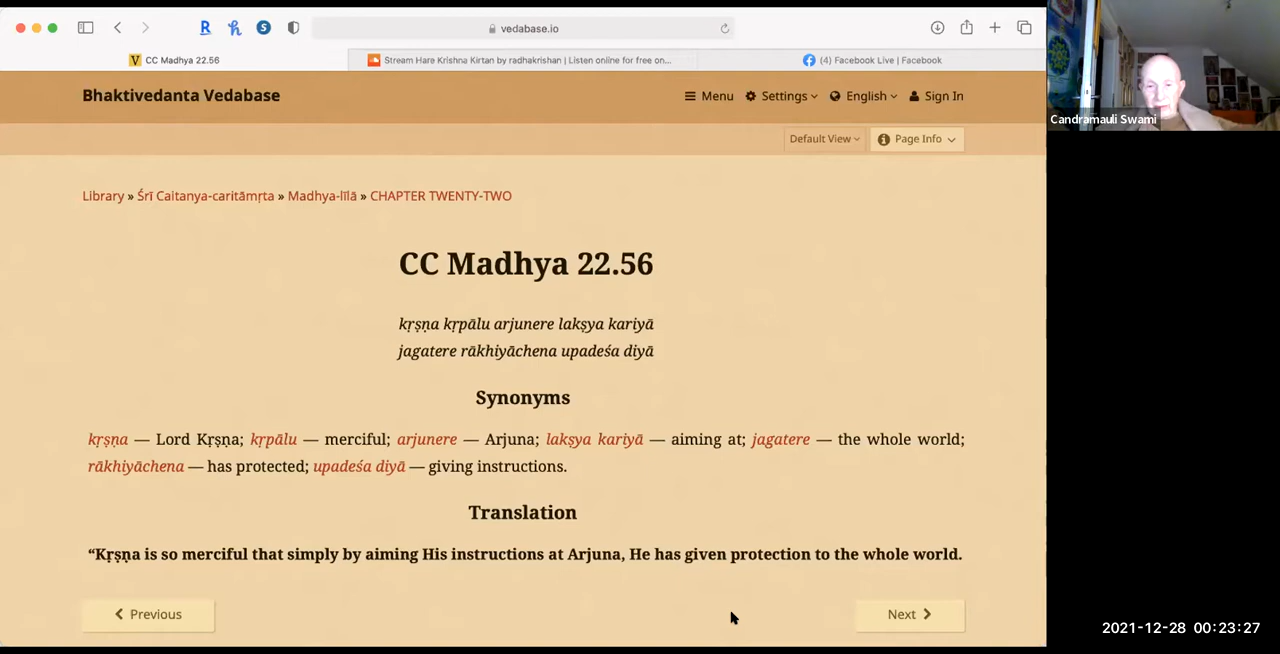 vedabase.io
CC Madhya 22.56
Stream Hare Krishna Kirtan by radhakrishan | Listen online for free on...
(4) Facebook Live | Facebook
Candramauli Swami
Bhaktivedanta Vedabase
Menu Settings English Sign In
Default View Page Info
Library » Śrī Caitanya-caritāmṛta » Madhya-līlā » CHAPTER TWENTY-TWO
CC Madhya 22.56
kṛṣṇa kṛpālu arjunere lakṣya kariyā
jagatere rākhiyāchena upadeśa diyā
Synonyms
kṛṣṇa — Lord Kṛṣṇa; kṛpālu — merciful; arjunere — Arjuna; lakṣya kariyā — aiming at; jagatere — the whole world;
rākhiyāchena — has protected; upadeśa diyā — giving instructions.
Translation
“Kṛṣṇa is so merciful that simply by aiming His instructions at Arjuna, He has given protection to the whole world.
Previous
Next
2021-12-28 00:23:27